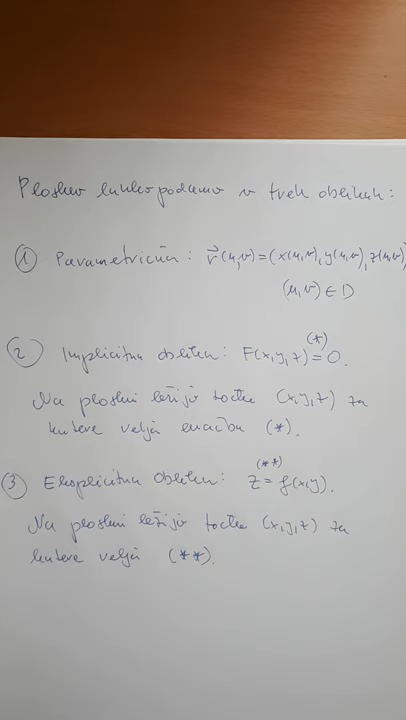 Ploskev lahko podamo v treh oblikah:
① Parametrična: r⃗(u,v)=(x(u,v), y(u,v), z(u,v))
(u,v) ∈ D
② Implicitna oblika: F(x,y,z) (*)= 0.
Na ploskvi ležijo točke (x,y,z) za
katere velja enačba (*).
③ Eksplicitna oblika: z (**)= f(x,y).
Na ploskvi ležijo točke (x,y,z) za
katere velja (**).